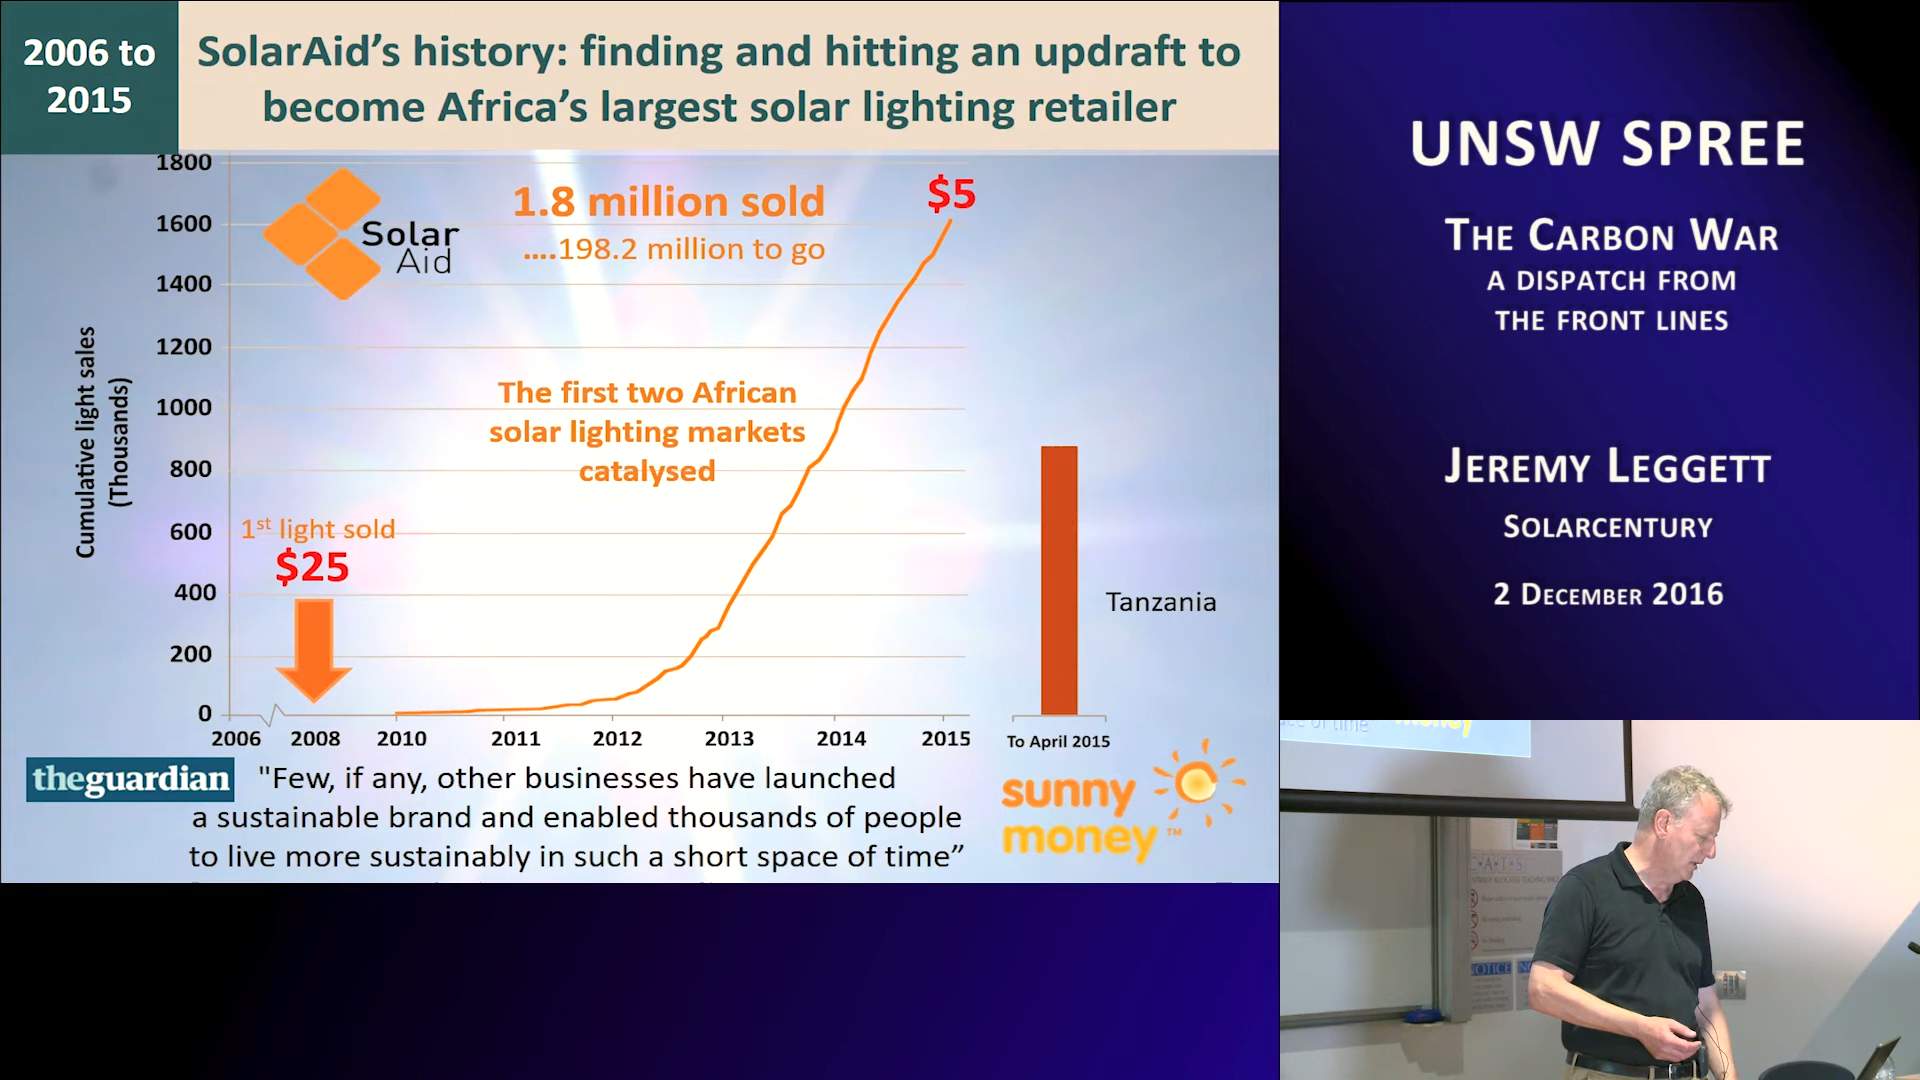 2006 to
2015
SolarAid’s history: finding and hitting an updraft to
become Africa’s largest solar lighting retailer
1800
1600
1400
1200
1000
800
600
400
200
0
Cumulative light sales
(Thousands)
Solar
Aid
1.8 million sold
....198.2 million to go
$5
The first two African
solar lighting markets
catalysed
1st light sold
$25
Tanzania
2006 2008 2010 2011 2012 2013 2014 2015
To April 2015
theguardian
"Few, if any, other businesses have launched
a sustainable brand and enabled thousands of people
to live more sustainably in such a short space of time”
sunny
money™
UNSW SPREE
THE CARBON WAR
A DISPATCH FROM
THE FRONT LINES
JEREMY LEGGETT
SOLARCENTURY
2 DECEMBER 2016
of time
money
NOTICE